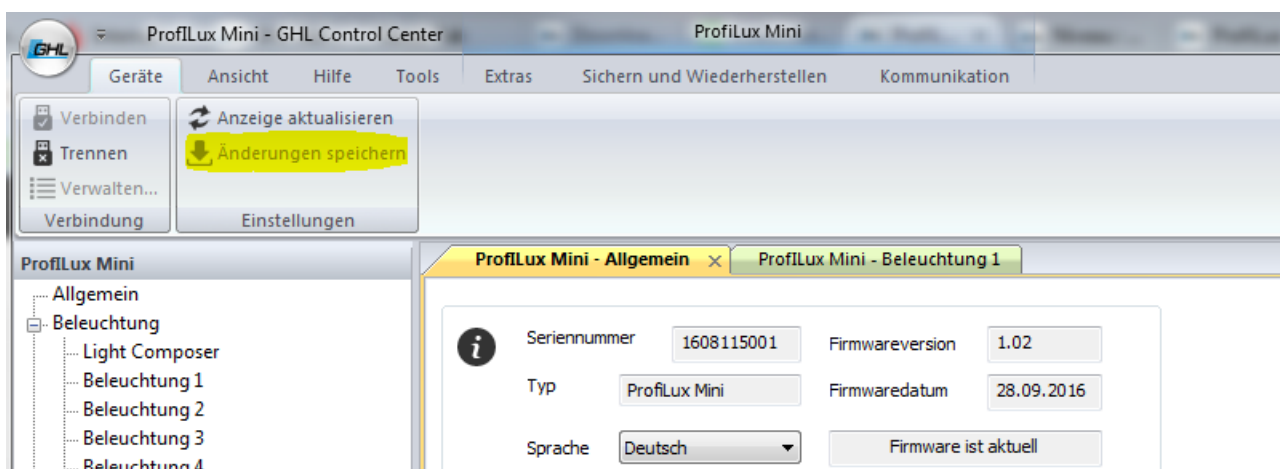 GHL
ProfILux Mini - GHL Control Center
ProfiLux Mini
Geräte Ansicht Hilfe Tools Extras Sichern und Wiederherstellen Kommunikation
Verbinden
Trennen
Verwalten...
Verbindung
Anzeige aktualisieren
Änderungen speichern
Einstellungen
ProfILux Mini
Allgemein
Beleuchtung
Light Composer
Beleuchtung 1
Beleuchtung 2
Beleuchtung 3
Beleuchtung 4
ProfILux Mini - Allgemein
ProfILux Mini - Beleuchtung 1
Seriennummer 1608115001 Firmwareversion 1.02
Typ ProfiLux Mini Firmwaredatum 28.09.2016
Sprache Deutsch Firmware ist aktuell